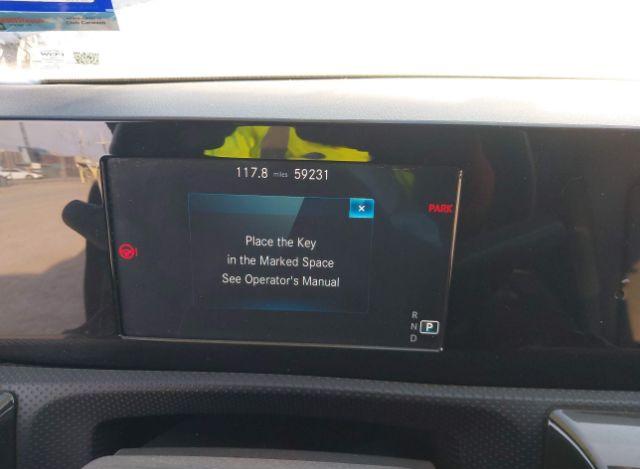 117.8 miles 59231
×
PARK
Place the Key
in the Marked Space
See Operator's Manual
R
N P
D